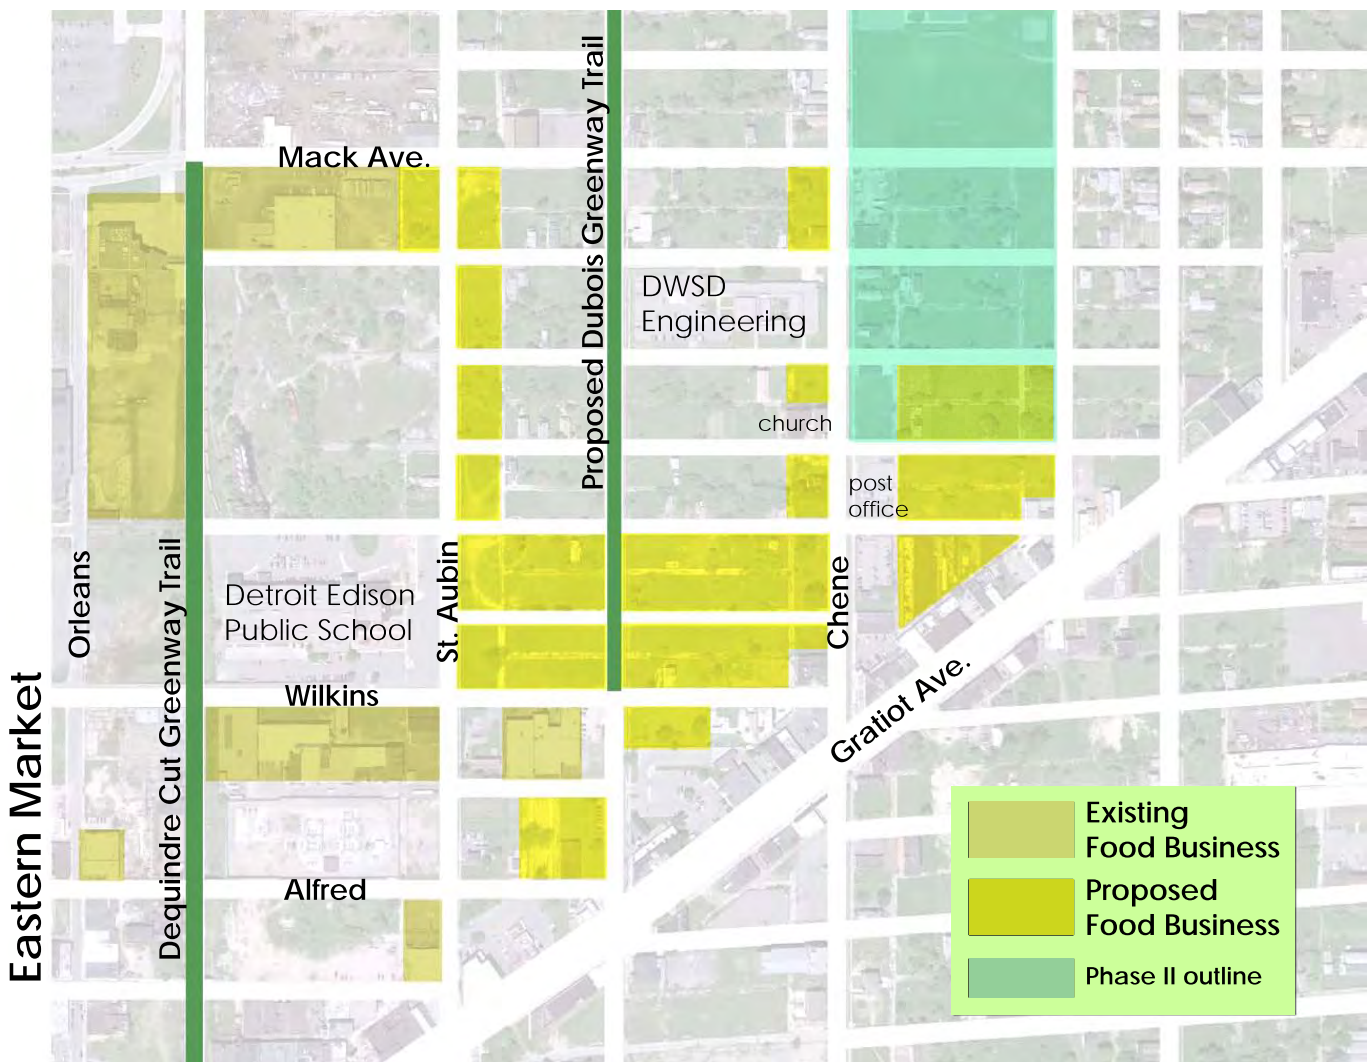 Mack Ave.
Proposed Dubois Greenway Trail
DWSD
Engineering
church
post
office
Orleans
Dequindre Cut Greenway Trail
Detroit Edison
Public School
St. Aubin
Chene
Wilkins
Gratiot Ave.
Eastern Market
Alfred
Existing
Food Business
Proposed
Food Business
Phase II outline